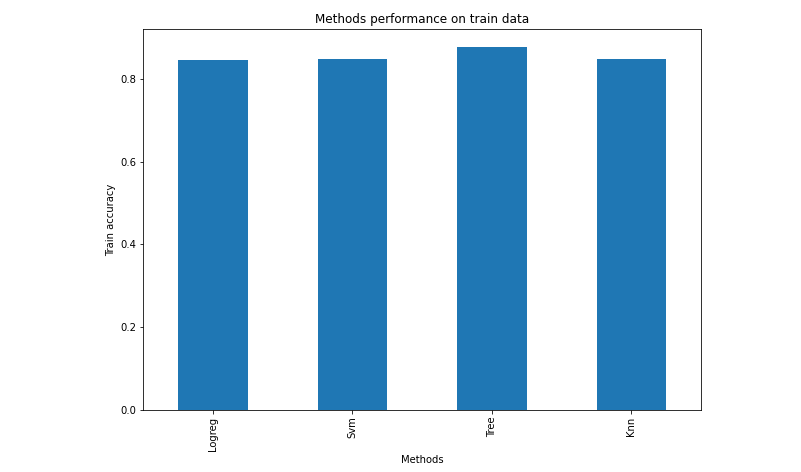 Methods performance on train data
Train accuracy
0.8
0.6
0.4
0.2
0.0
Logreg
Svm
Tree
Knn
Methods